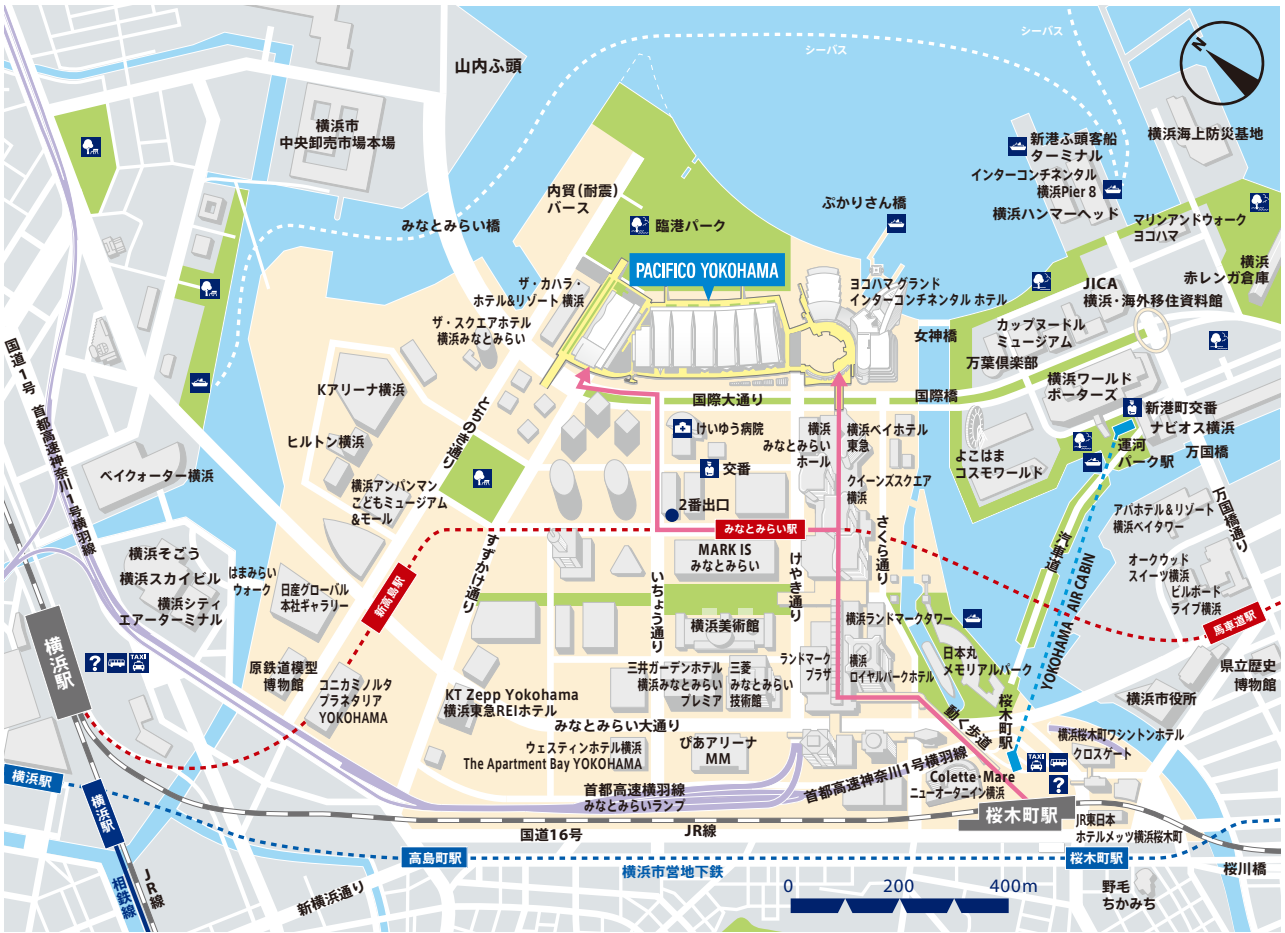 シーバス
シーバス
N
山内ふ頭
横浜市
中央卸売市場本場
新港ふ頭客船
ターミナル
インターコンチネンタル
横浜Pier 8
横浜ハンマーヘッド
横浜海上防災基地
内貿(耐震)
バース
みなとみらい橋
臨港パーク
ぷかりさん橋
マリンアンドウォーク
ヨコハマ
横浜
赤レンガ倉庫
PACIFICO YOKOHAMA
ザ・カハラ・
ホテル&リゾート 横浜
ヨコハマ グランド
インターコンチネンタル ホテル
JICA
横浜・海外移住資料館
ザ・スクエアホテル
横浜みなとみらい
女神橋
カップヌードル
ミュージアム
万葉倶楽部
国道1号
首都高速神奈川1号横羽線
Kアリーナ横浜
とちのき通り
国際大通り
国際橋
横浜ワールド
ポーターズ
新港町交番
ナビオス横浜
運河
パーク駅
万国橋
ヒルトン横浜
けいゆう病院
横浜
みなとみらい
ホール
横浜ベイホテル
東急
よこはま
コスモワールド
ベイクォーター横浜
横浜アンパンマン
こどもミュージアム
&モール
交番
クイーンズスクエア
横浜
2番出口
万国橋通り
アパホテル&リゾート
横浜ベイタワー
みなとみらい駅
さくら通り
汽車道
YOKOHAMA AIR CABIN
横浜そごう
横浜スカイビル
横浜シティ
エアーターミナル
はまみらい
ウォーク
日産グローバル
本社ギャラリー
新高島駅
すずかけ通り
MARK IS
みなとみらい
いちょう通り
けやき通り
オークウッド
スイーツ横浜
ビルボード
ライブ横浜
馬車道駅
横浜美術館
横浜ランドマークタワー
横浜駅
?
TAXI
原鉄道模型
博物館
コニカミノルタ
プラネタリア
YOKOHAMA
KT Zepp Yokohama
横浜東急REIホテル
三井ガーデンホテル
横浜みなとみらい
プレミア
三菱
みなとみらい
技術館
ランドマーク
プラザ
横浜
ロイヤルパークホテル
日本丸
メモリアルパーク
県立歴史
博物館
横浜市役所
みなとみらい大通り
動く歩道
桜木町駅
横浜桜木町ワシントンホテル
クロスゲート
ウェスティンホテル横浜
The Apartment Bay YOKOHAMA
ぴあアリーナ
MM
首都高速神奈川1号横羽線
TAXI
?
横浜駅
横浜駅
首都高速横羽線
みなとみらいランプ
Colette・Mare
ニューオータニイン横浜
桜木町駅
JR東日本
ホテルメッツ横浜桜木町
国道16号
JR線
高島町駅
横浜市営地下鉄
桜木町駅
桜川橋
相鉄線
JR線
新横浜通り
0
200
400m
野毛
ちかみち